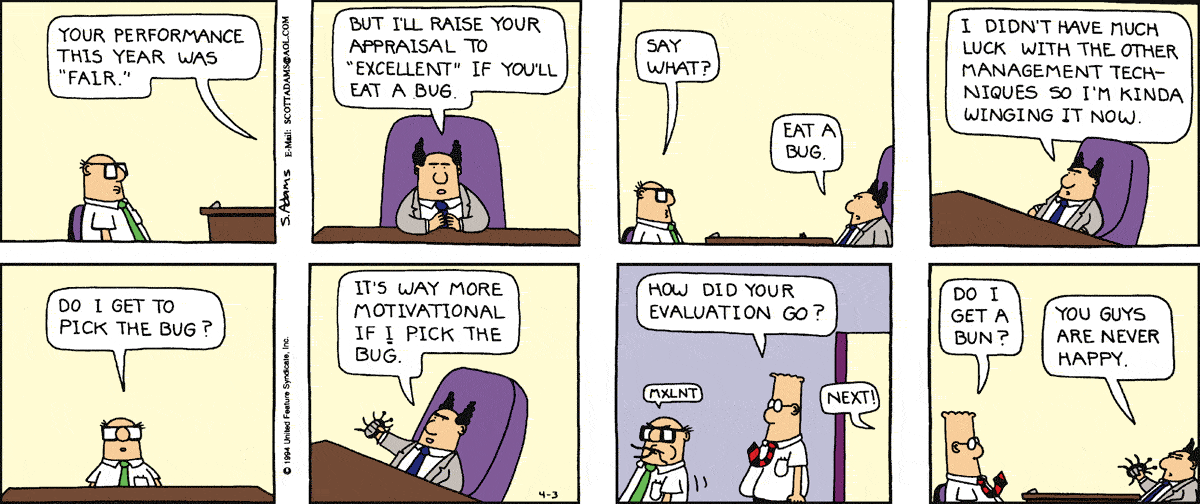 YOUR PERFORMANCE
THIS YEAR WAS
"FAIR."
S. Adams E-Mail: SCOTTADAMS@AOL.COM
BUT I'LL RAISE YOUR
APPRAISAL TO
"EXCELLENT" IF YOU'LL
EAT A BUG.
SAY
WHAT?
EAT A
BUG.
I DIDN'T HAVE MUCH
LUCK WITH THE OTHER
MANAGEMENT TECH-
NIQUES SO I'M KINDA
WINGING IT NOW.
DO I GET TO
PICK THE BUG?
© 1994 United Feature Syndicate, Inc.
IT'S WAY MORE
MOTIVATIONAL
IF I PICK THE
BUG.
4-3
HOW DID YOUR
EVALUATION GO?
MXLNT
NEXT!
DO I
GET A
BUN?
YOU GUYS
ARE NEVER
HAPPY.